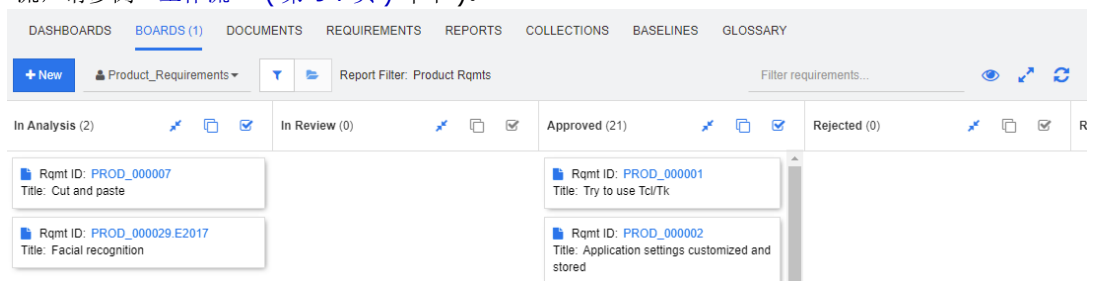 DASHBOARDS BOARDS (1) DOCUMENTS REQUIREMENTS REPORTS COLLECTIONS BASELINES GLOSSARY
+ New Product_Requirements Report Filter: Product Rqmts Filter requirements...
In Analysis (2) In Review (0) Approved (21) Rejected (0) R
Rqmt ID: PROD_000007
Title: Cut and paste
Rqmt ID: PROD_000029.E2017
Title: Facial recognition
Rqmt ID: PROD_000001
Title: Try to use Tcl/Tk
Rqmt ID: PROD_000002
Title: Application settings customized and
stored